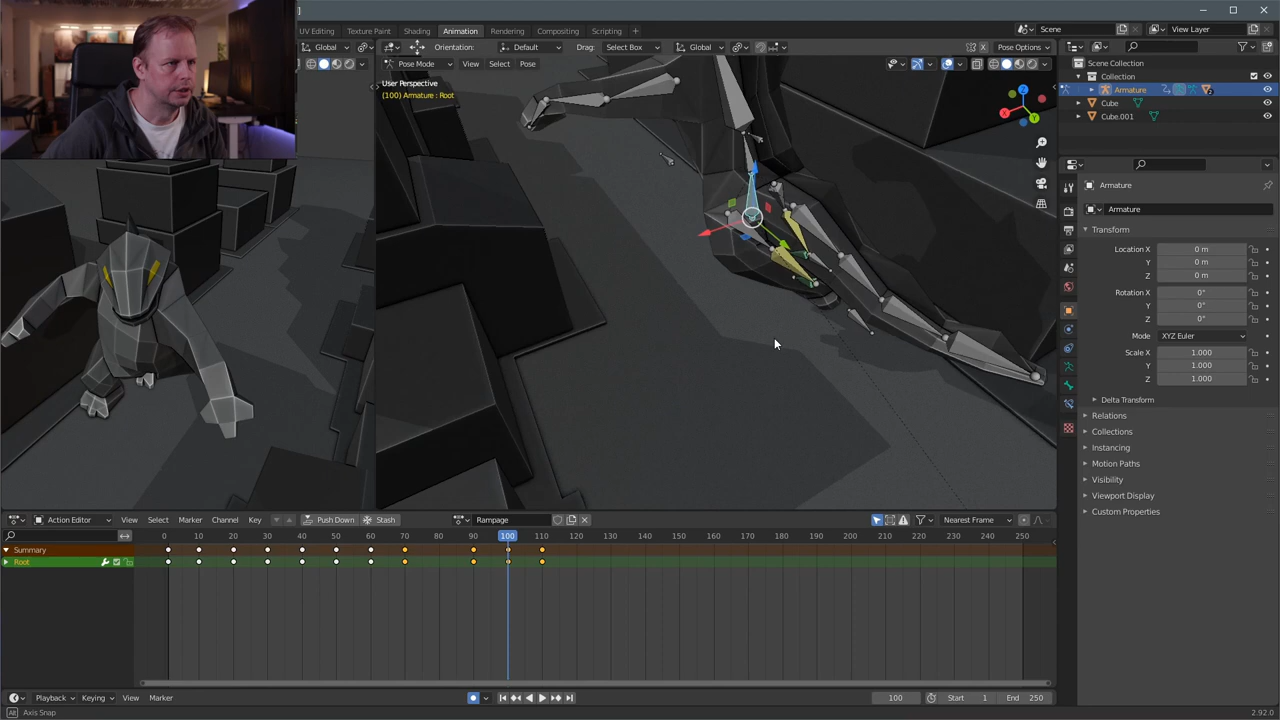 UV Editing Texture Paint Shading Animation Rendering Compositing Scripting + Scene View Layer
Global Orientation: Default Drag: Select Box Global Pose Options
Pose Mode View Select Pose
User Perspective
(100) Armature : Root
X Y Z
Scene Collection
Collection
Armature
Cube
Cube.001
Armature
Armature
Transform
Location X 0 m
Y 0 m
Z 0 m
Rotation X 0°
Y 0°
Z 0°
Mode XYZ Euler
Scale X 1.000
Y 1.000
Z 1.000
Delta Transform
Relations
Collections
Instancing
Motion Paths
Visibility
Viewport Display
Custom Properties
Action Editor View Select Marker Channel Key Push Down Stash Rampage Nearest Frame
0 10 20 30 40 50 60 70 80 90 100 110 120 130 140 150 160 170 180 190 200 210 220 230 240 250
Summary
Root
Playback Keying View Marker 100 Start 1 End 250
Alt Axis Snap 2.92.0